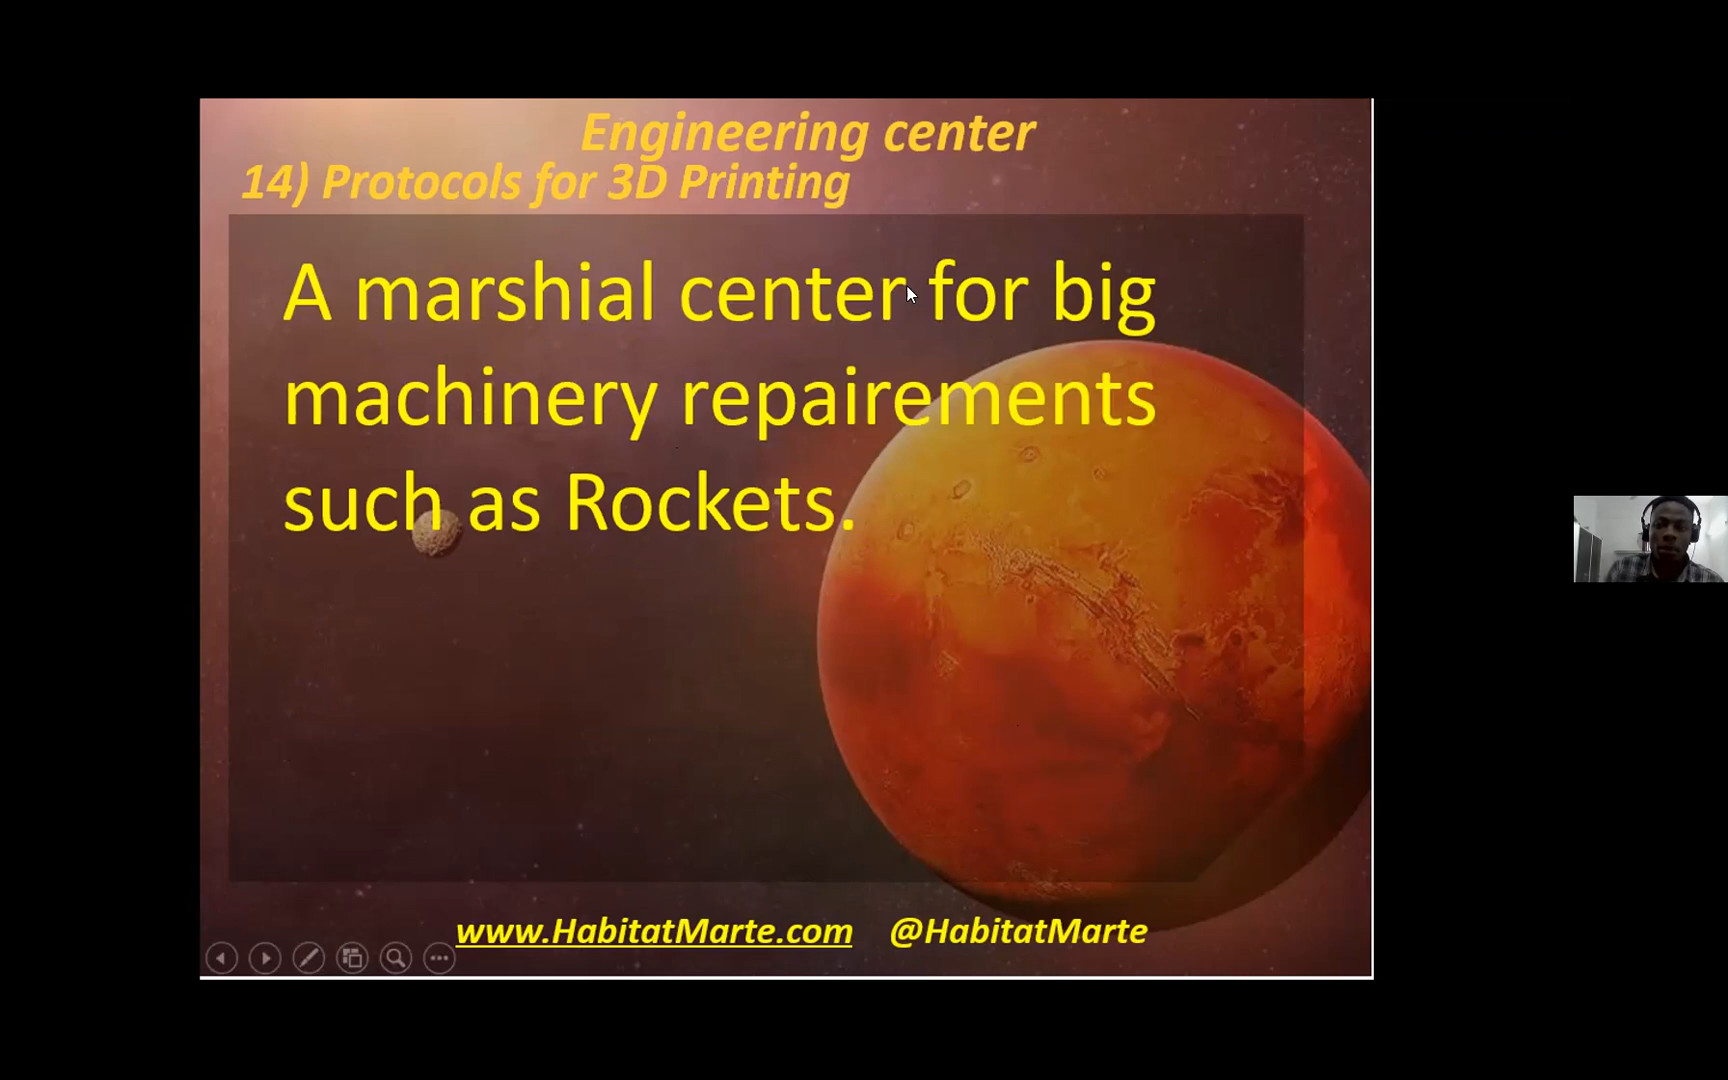 Engineering center
14) Protocols for 3D Printing
A marshial center for big
machinery repairements
such as Rockets.
www.HabitatMarte.com @HabitatMarte